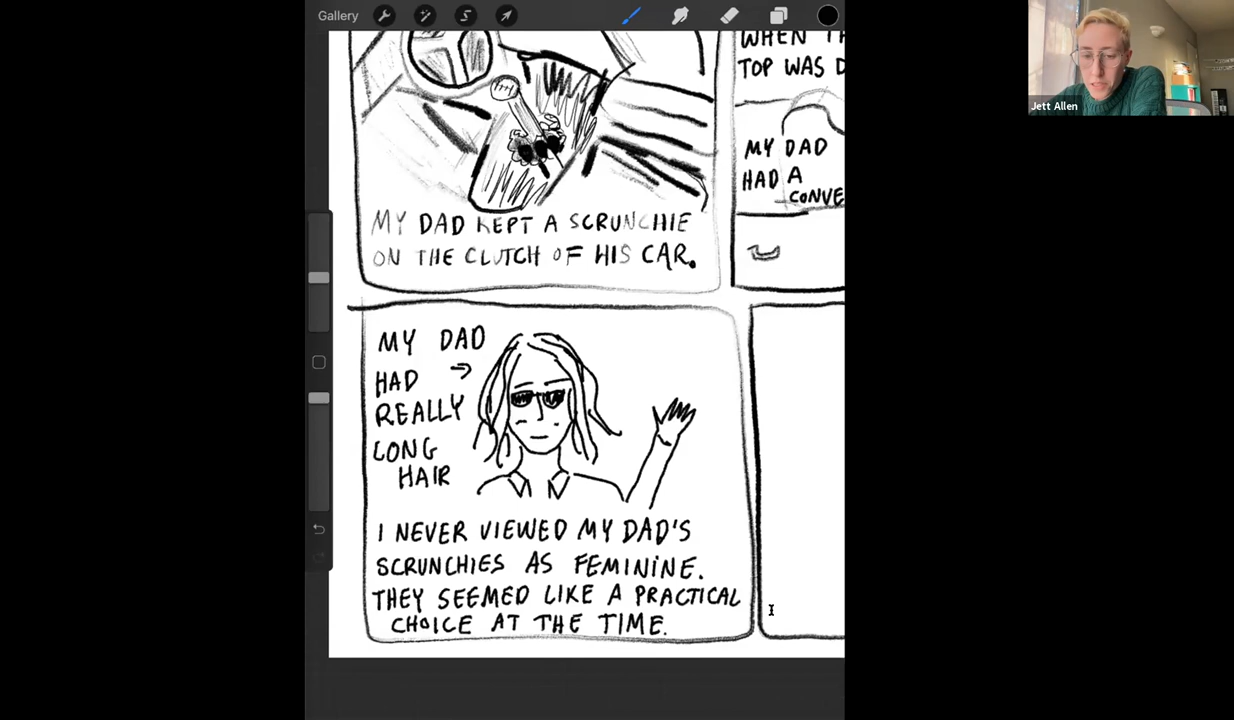 Gallery
WHEN
TOP WAS
MY DAD KEPT A SCRUNCHIE
ON THE CLUTCH OF HIS CAR.
MY DAD
HAD A
MY DAD
HAD
REALLY
LONG
HAIR
I NEVER VIEWED MY DAD'S
SCRUNCHIES AS FEMININE.
THEY SEEMED LIKE A PRACTICAL
CHOICE AT THE TIME.
Jett Allen